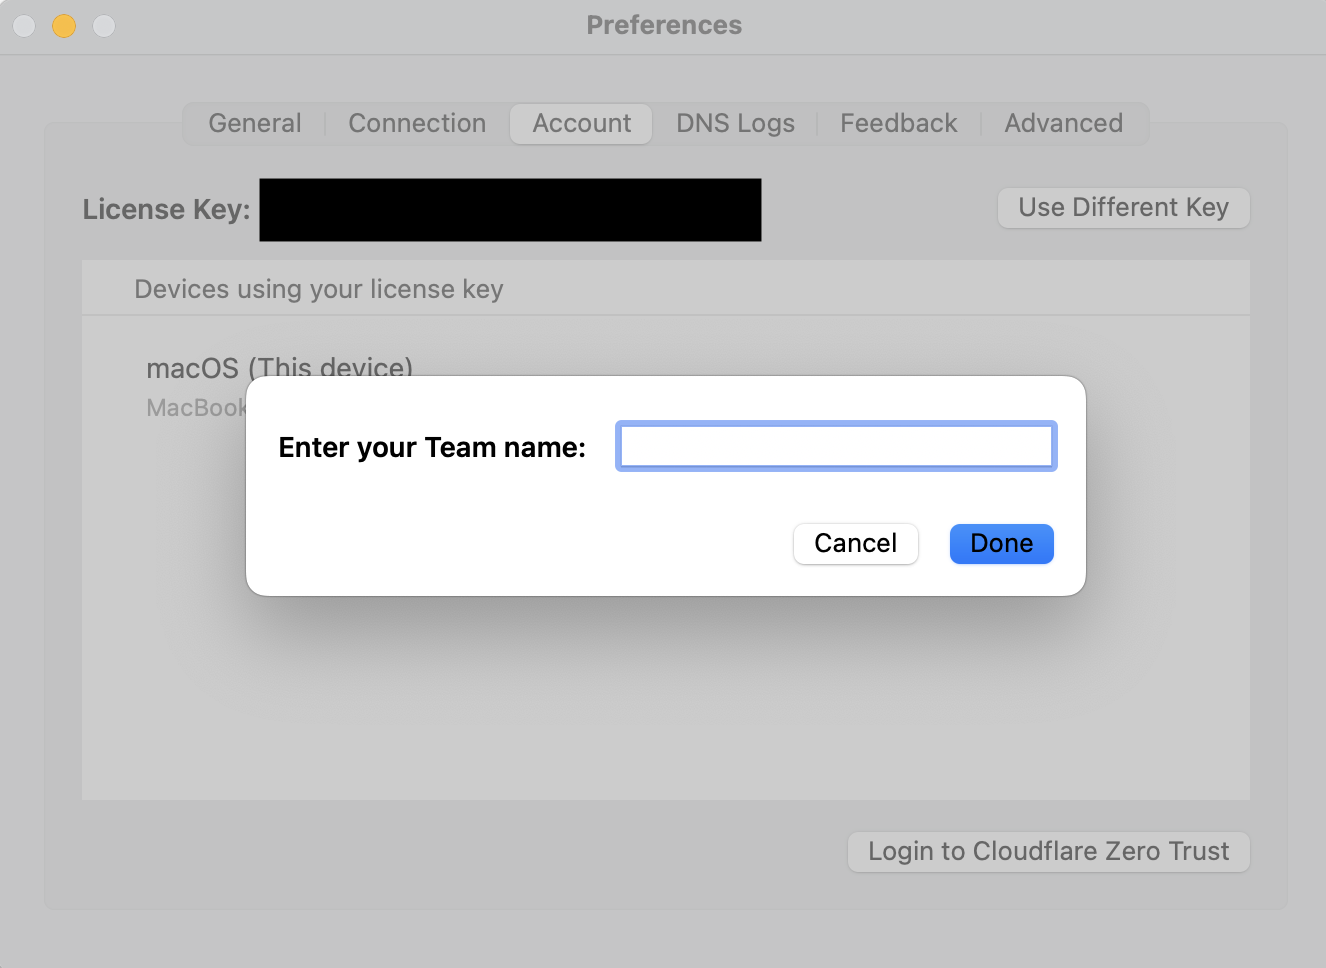 Preferences
General Connection Account DNS Logs Feedback Advanced
License Key:
Use Different Key
Devices using your license key
macOS (This device)
MacBook
Enter your Team name:
Cancel Done
Login to Cloudflare Zero Trust